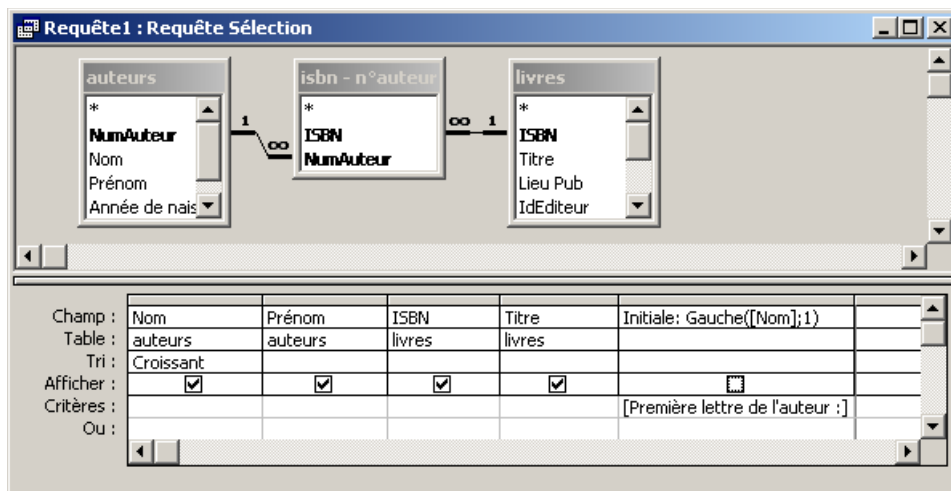 Requête1 : Requête Sélection
auteurs
*
NumAuteur
Nom
Prénom
Année de nais
1
∞
isbn - n°auteur
*
ISBN
NumAuteur
∞ 1
livres
*
ISBN
Titre
Lieu Pub
IdEditeur
Champ : Nom Prénom ISBN Titre Initiale: Gauche([Nom];1)
Table : auteurs auteurs livres livres
Tri : Croissant
Afficher :
Critères : [Première lettre de l'auteur :]
Ou :